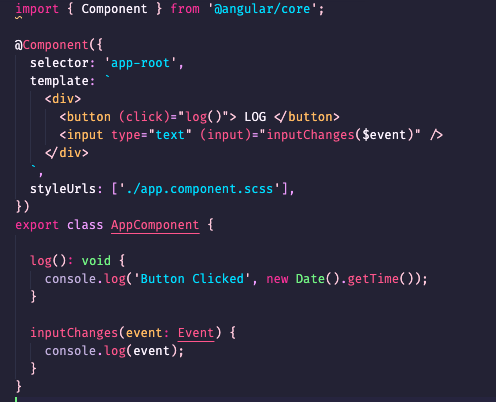 import { Component } from '@angular/core';
@Component({
selector: 'app-root',
template: `
<div>
<button (click)="log()"> LOG </button>
<input type="text" (input)="inputChanges($event)" />
</div>
`,
styleUrls: ['./app.component.scss'],
})
export class AppComponent {
log(): void {
console.log('Button Clicked', new Date().getTime());
}
inputChanges(event: Event) {
console.log(event);
}
}